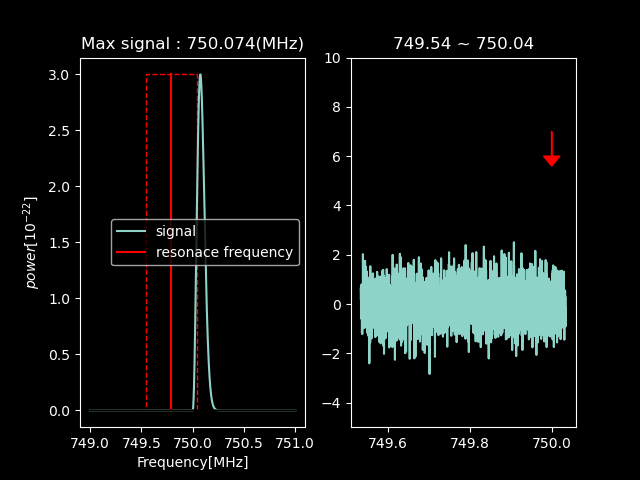 Max signal : 750.074(MHz)
3.0
2.5
2.0
1.5
1.0
0.5
0.0
power[10^{-22}]
signal
resonace frequency
749.0 749.5 750.0 750.5 751.0
Frequency[MHz]
749.54 ~ 750.04
10
8
6
4
2
0
−2
−4
749.6 749.8 750.0